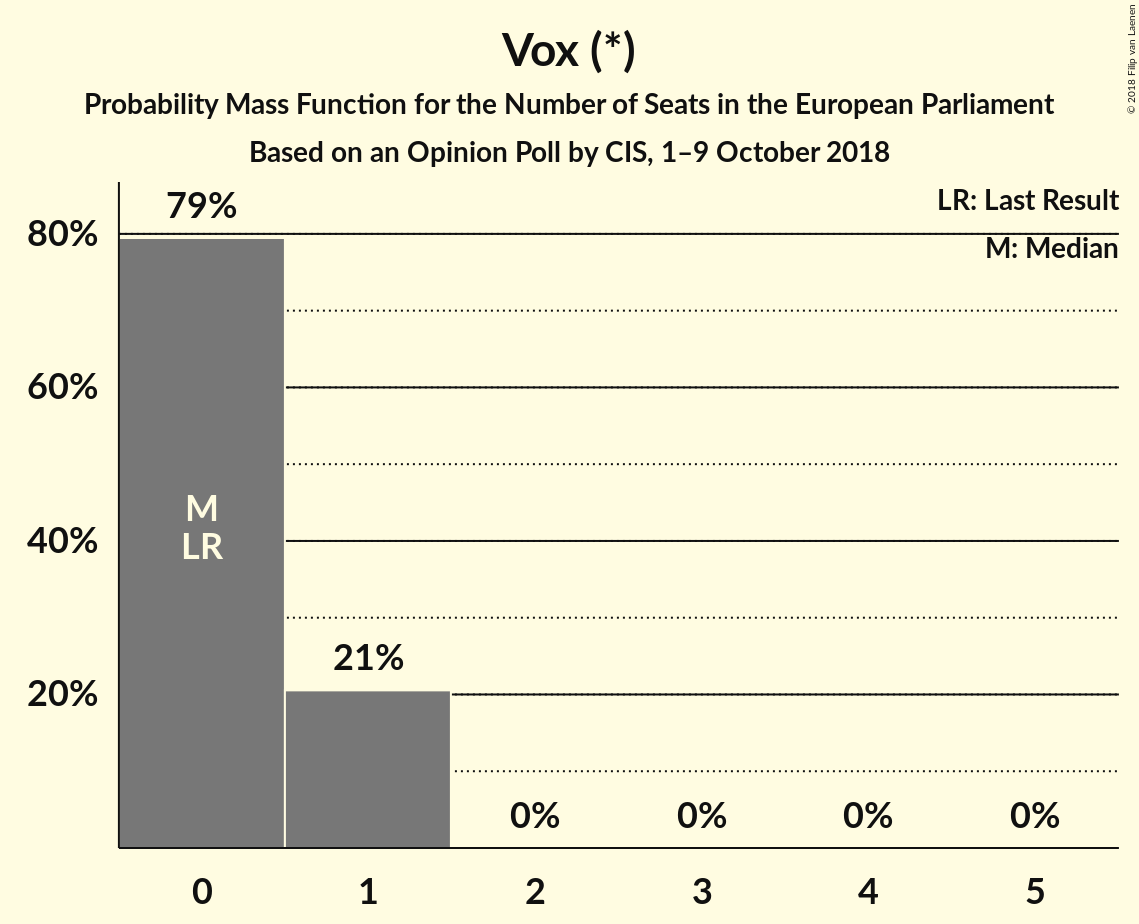 Vox (*)
Probability Mass Function for the Number of Seats in the European Parliament
Based on an Opinion Poll by CIS, 1–9 October 2018
© 2018 Filip van Laenen
LR: Last Result
M: Median
79%
80%
60%
M
LR
40%
21%
20%
0%
0%
0%
0%
0
1
2
3
4
5